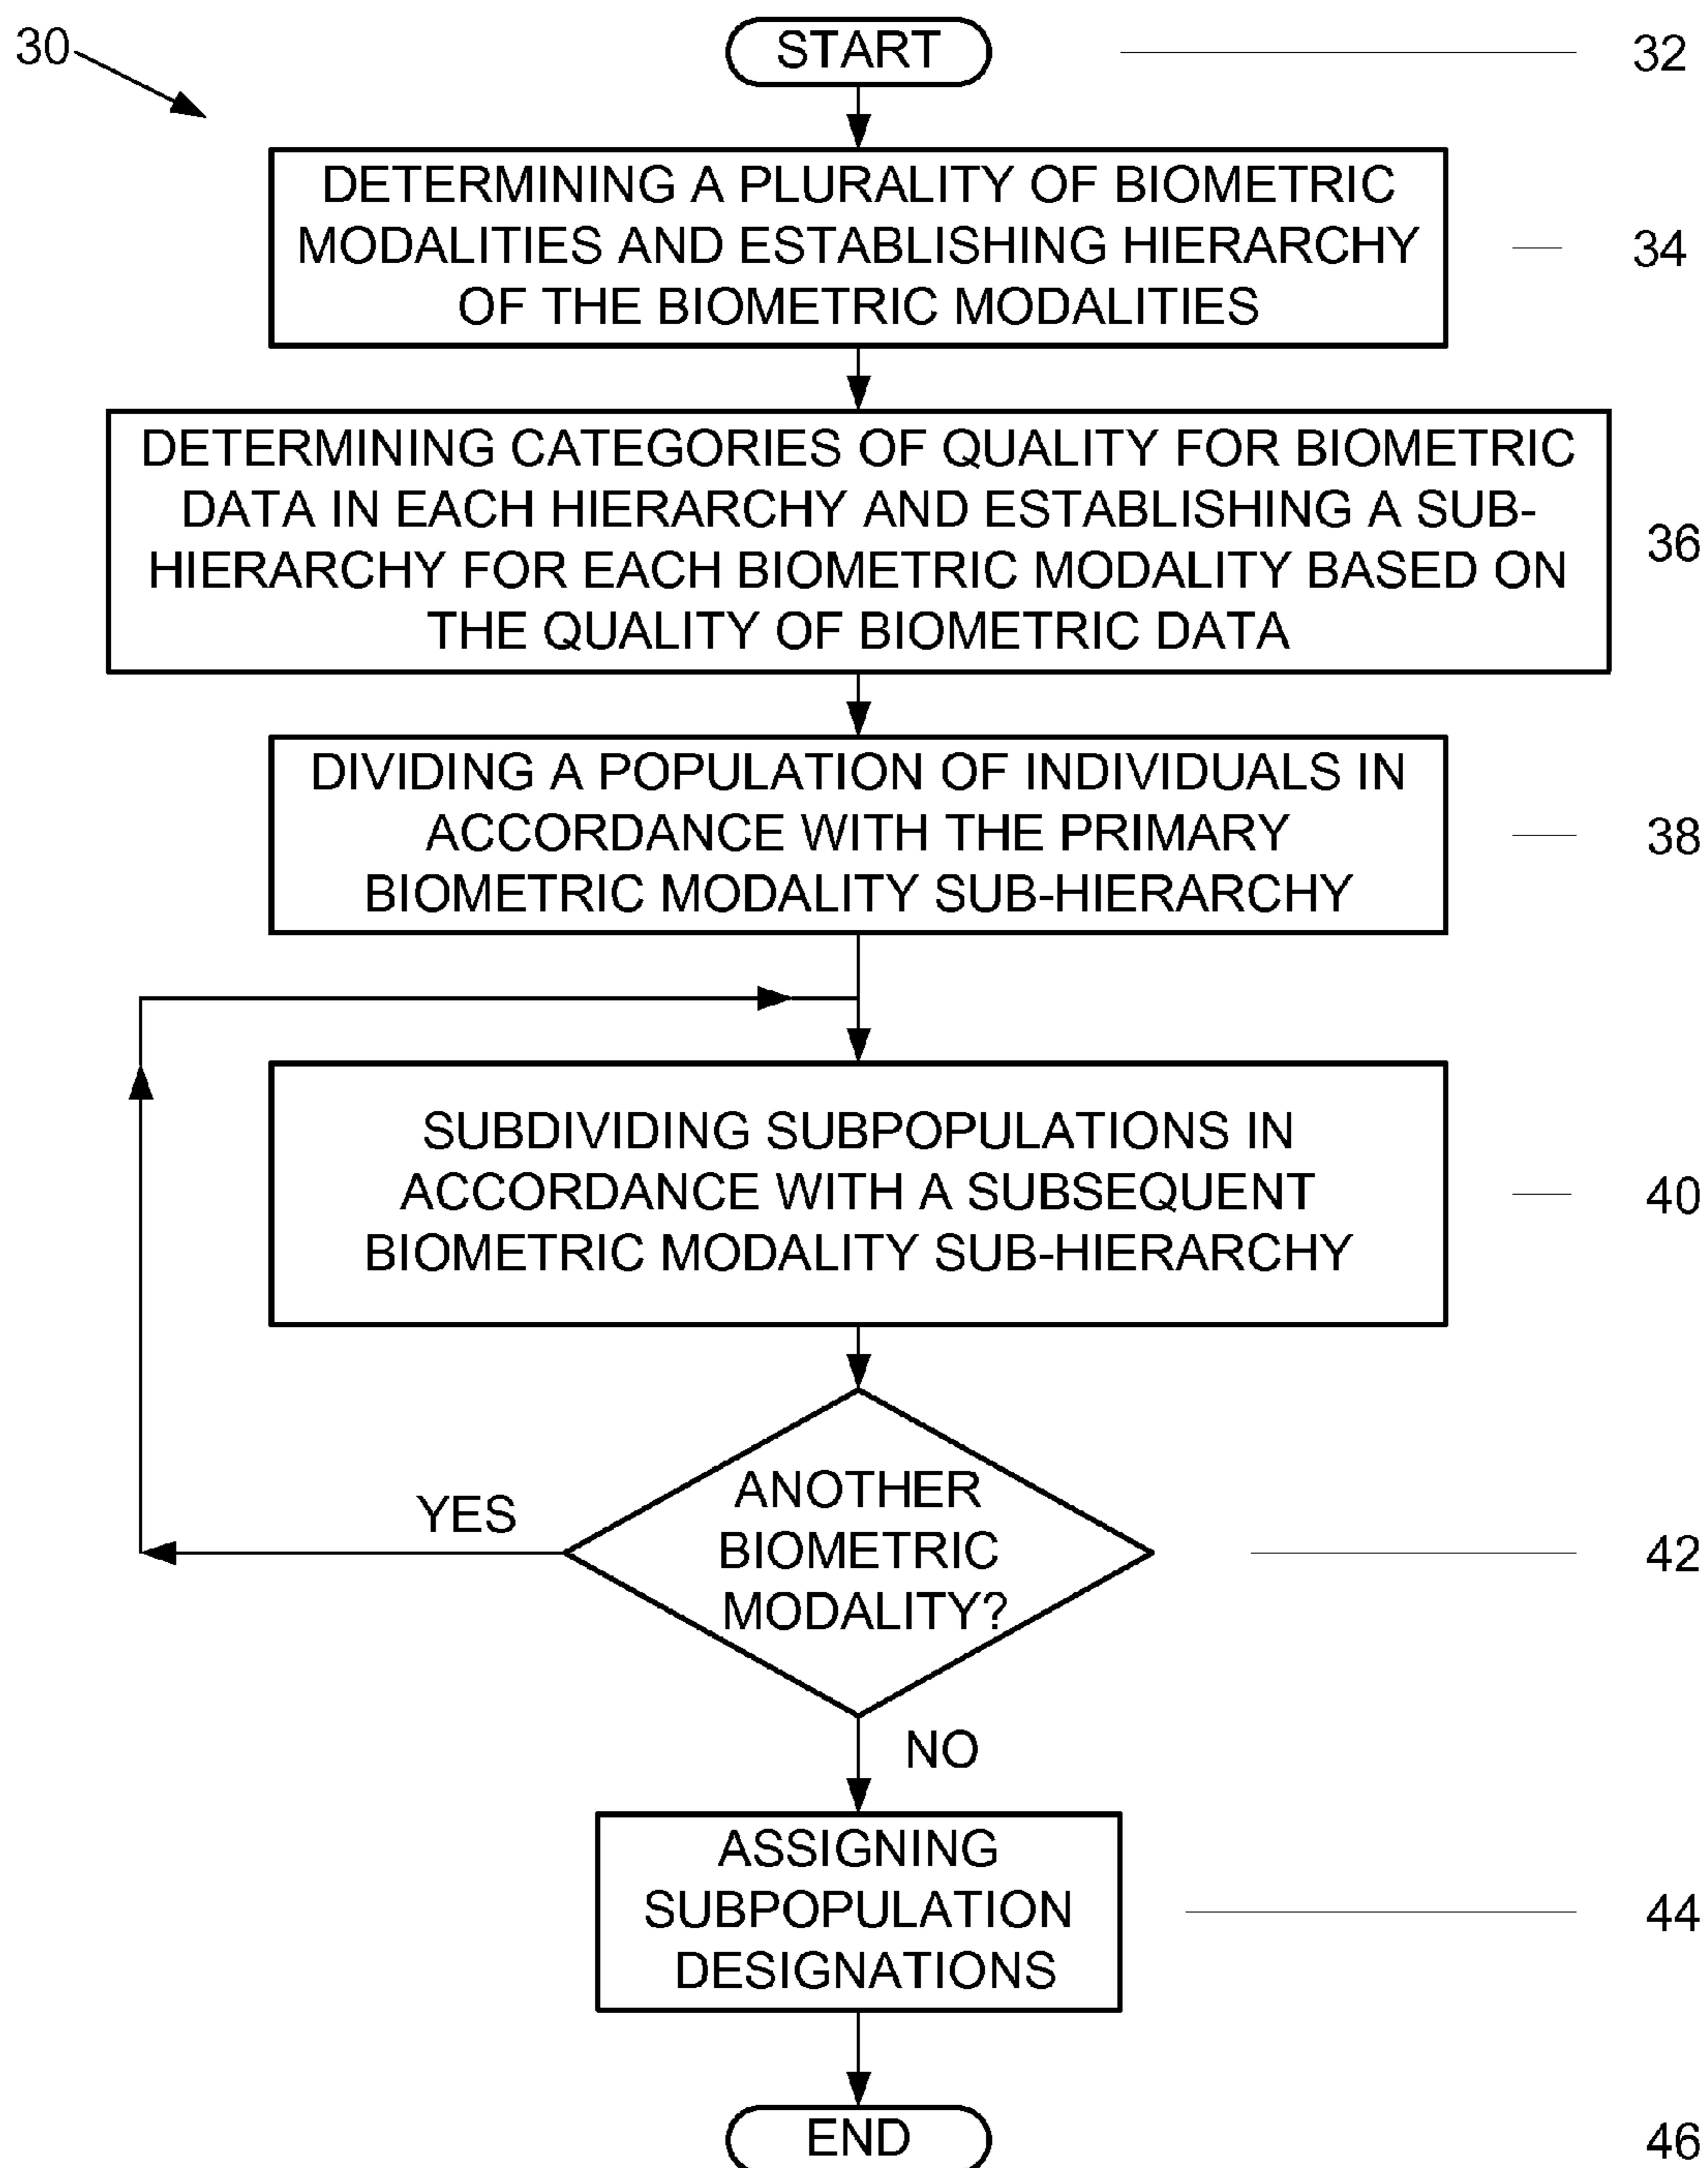 30
START
32
DETERMINING A PLURALITY OF BIOMETRIC
MODALITIES AND ESTABLISHING HIERARCHY
OF THE BIOMETRIC MODALITIES
34
DETERMINING CATEGORIES OF QUALITY FOR BIOMETRIC
DATA IN EACH HIERARCHY AND ESTABLISHING A SUB-
HIERARCHY FOR EACH BIOMETRIC MODALITY BASED ON
THE QUALITY OF BIOMETRIC DATA
36
DIVIDING A POPULATION OF INDIVIDUALS IN
ACCORDANCE WITH THE PRIMARY
BIOMETRIC MODALITY SUB-HIERARCHY
38
SUBDIVIDING SUBPOPULATIONS IN
ACCORDANCE WITH A SUBSEQUENT
BIOMETRIC MODALITY SUB-HIERARCHY
40
YES
ANOTHER
BIOMETRIC
MODALITY?
42
NO
ASSIGNING
SUBPOPULATION
DESIGNATIONS
44
END
46